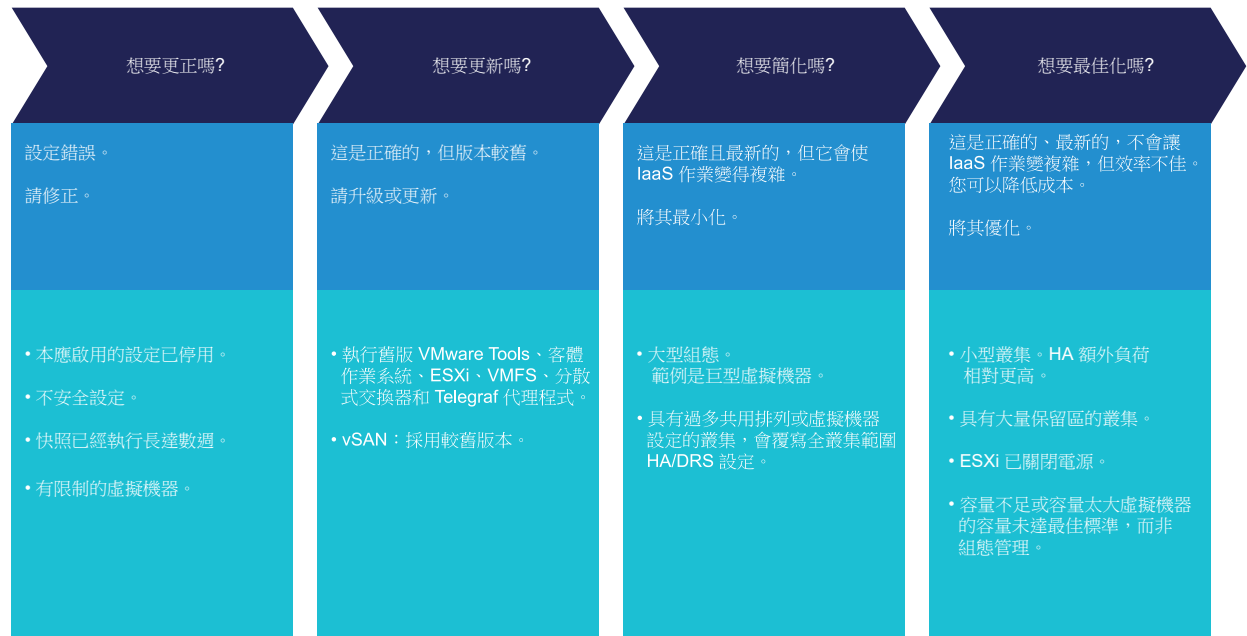 想要更正嗎?
想要更新嗎?
想要簡化嗎?
想要最佳化嗎?
設定錯誤。
請修正。
這是正確的，但版本較舊。
請升級或更新。
這是正確且最新的，但它會使
IaaS 作業變得複雜。
將其最小化。
這是正確的、最新的，不會讓
IaaS 作業變複雜，但效率不佳。
您可以降低成本。
將其優化。
• 本應啟用的設定已停用。
• 不安全設定。
• 快照已經執行長達數週。
• 有限制的虛擬機器。
• 執行舊版 VMware Tools、客體
作業系統、ESXi、VMFS、分散
式交換器和 Telegraf 代理程式。
• vSAN：採用較舊版本。
• 大型組態。
範例是巨型虛擬機器。
• 具有過多共用排列或虛擬機器
設定的叢集，會覆寫全叢集範圍
HA/DRS 設定。
• 小型叢集。HA 額外負荷
相對更高。
• 具有大量保留區的叢集。
• ESXi 已關閉電源。
• 容量不足或容量太大虛擬機器
的容量未達最佳標準，而非
組態管理。